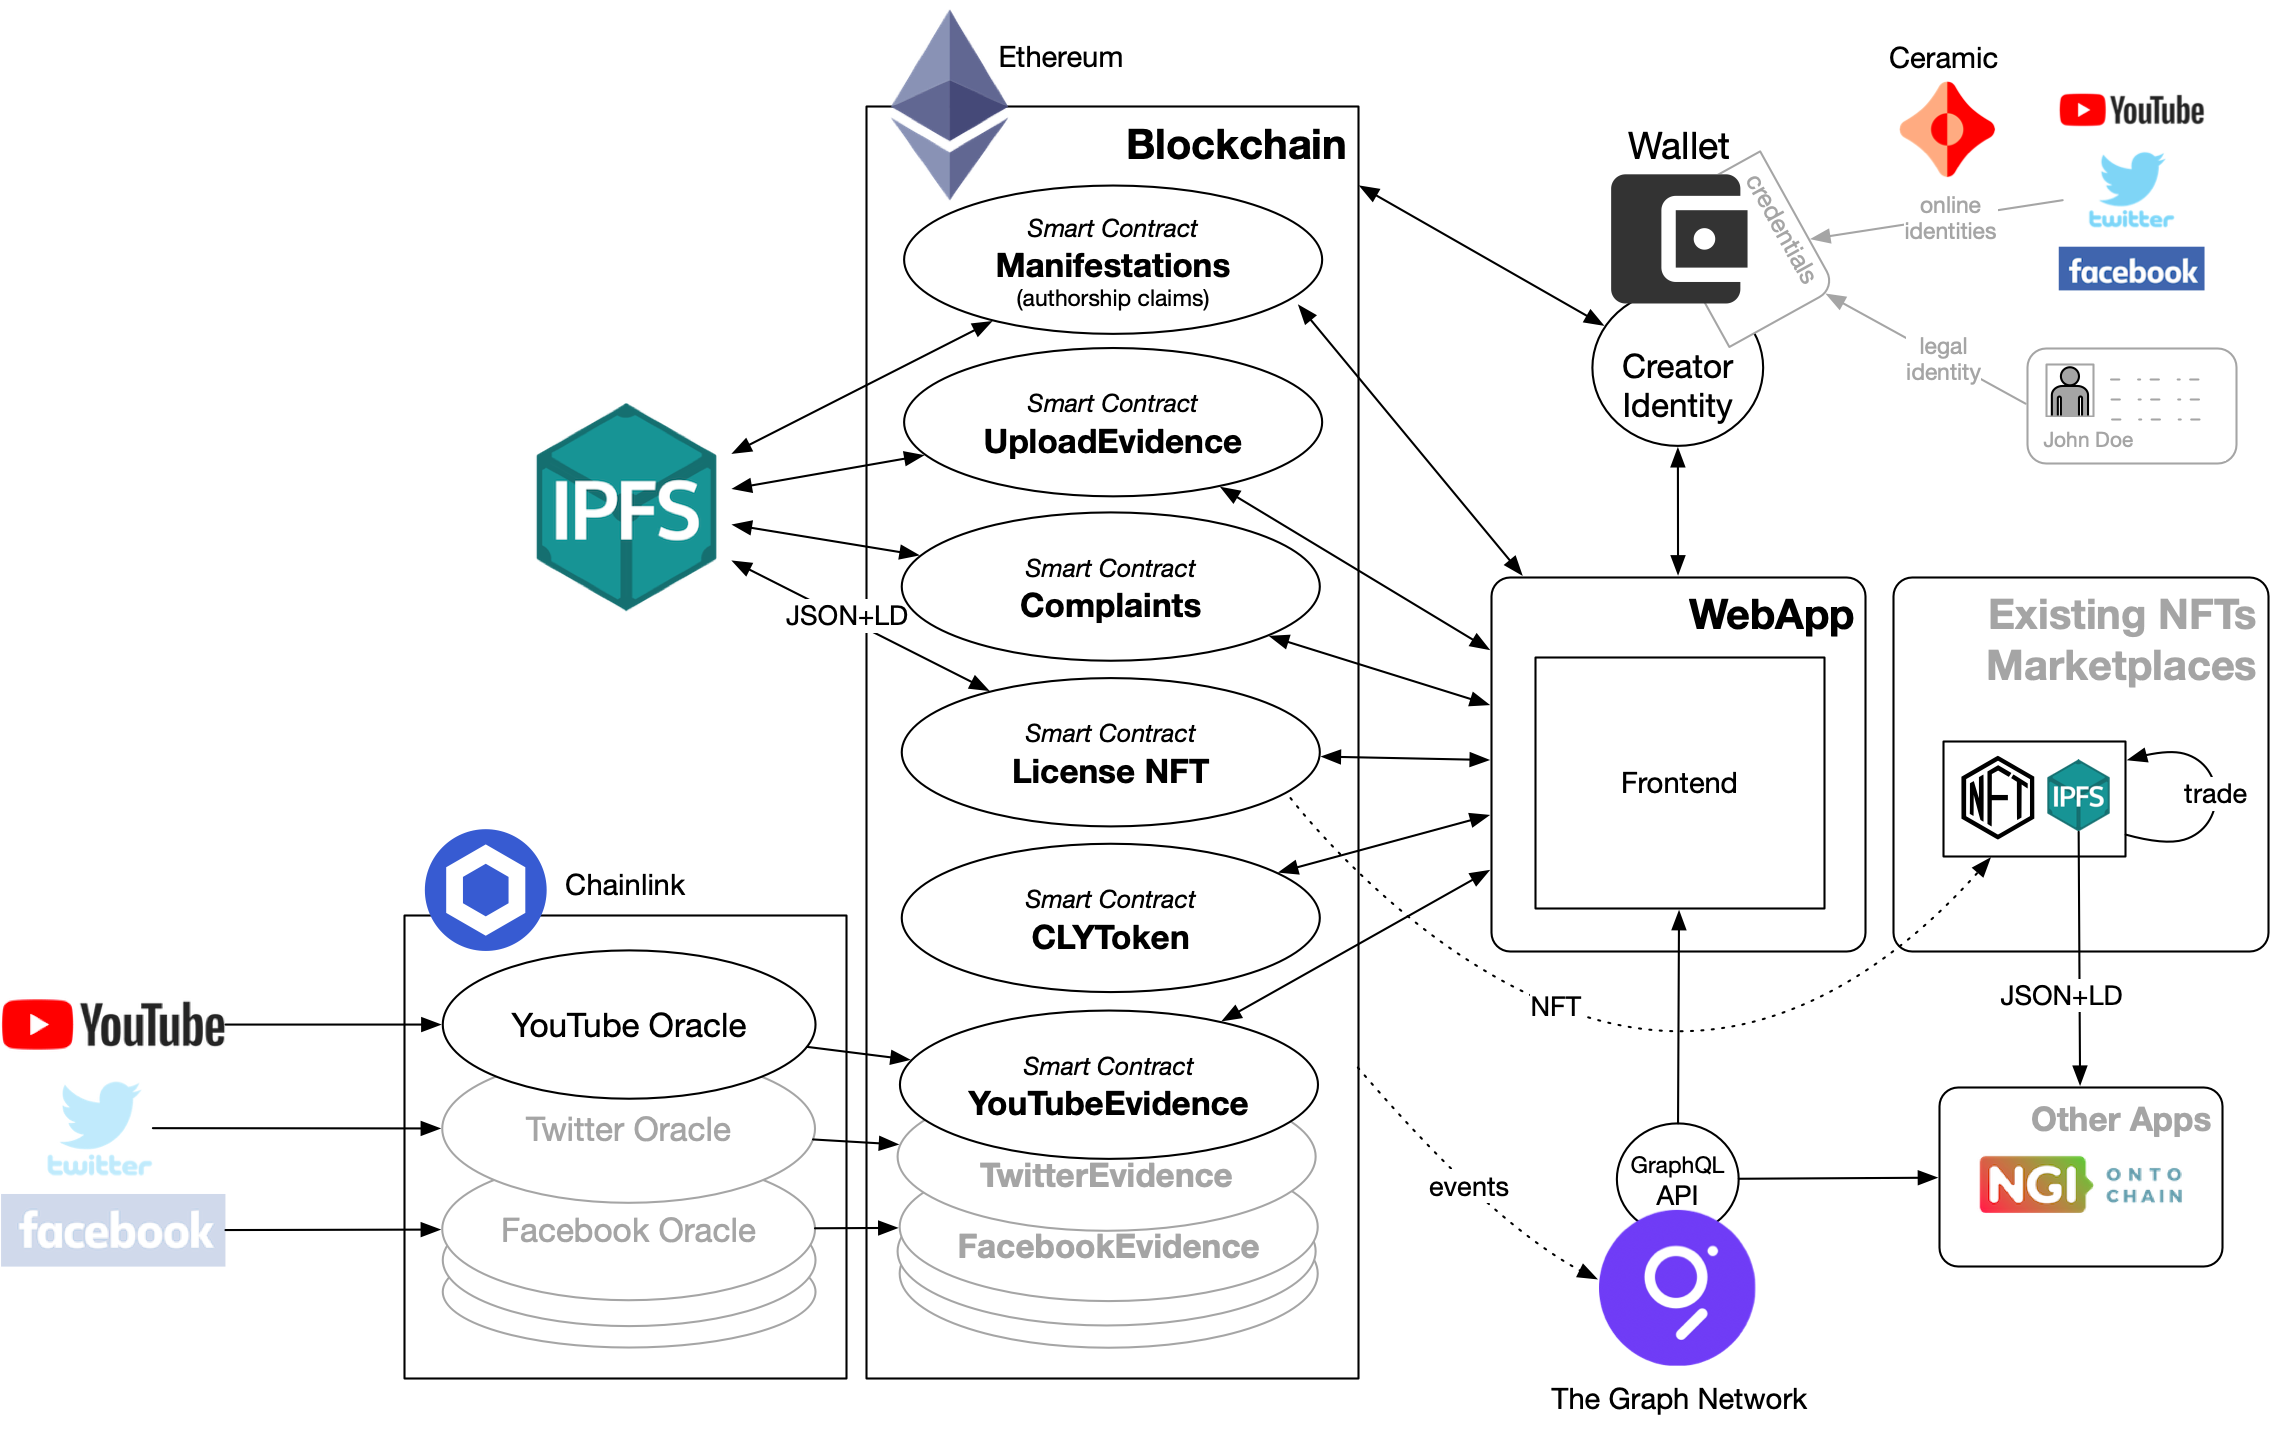 Ethereum
Blockchain
Smart Contract
Manifestations
(authorship claims)
Smart Contract
UploadEvidence
Smart Contract
Complaints
Smart Contract
License NFT
Smart Contract
CLYToken
Smart Contract
YouTubeEvidence
TwitterEvidence
FacebookEvidence
IPFS
JSON+LD
Chainlink
YouTube Oracle
Twitter Oracle
Facebook Oracle
YouTube
twitter
facebook
Wallet
credentials
Creator
Identity
Ceramic
online
identities
YouTube
twitter
facebook
legal
identity
John Doe
WebApp
Frontend
Existing NFTs
Marketplaces
NFT
IPFS
trade
JSON+LD
NFT
events
GraphQL
API
The Graph Network
Other Apps
NGI
ONTO
CHAIN